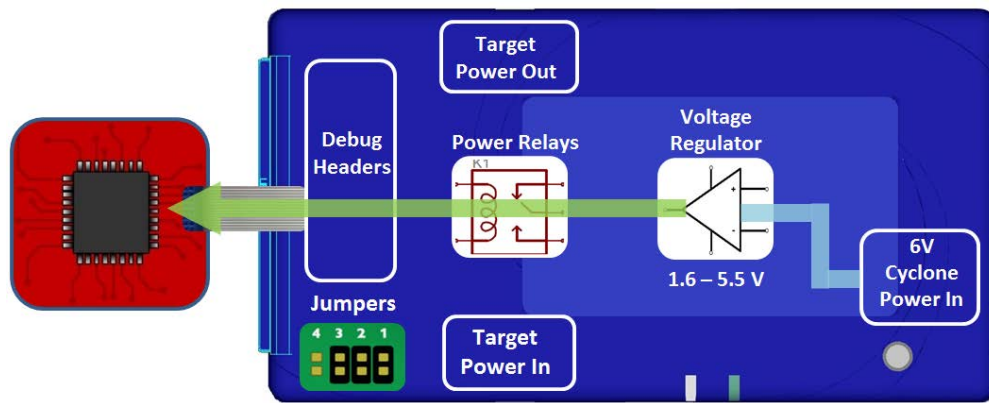 Target
Power Out
Debug
Headers
Power Relays
K1
Voltage
Regulator
1.6 – 5.5 V
6V
Cyclone
Power In
Jumpers
4 3 2 1
Target
Power In